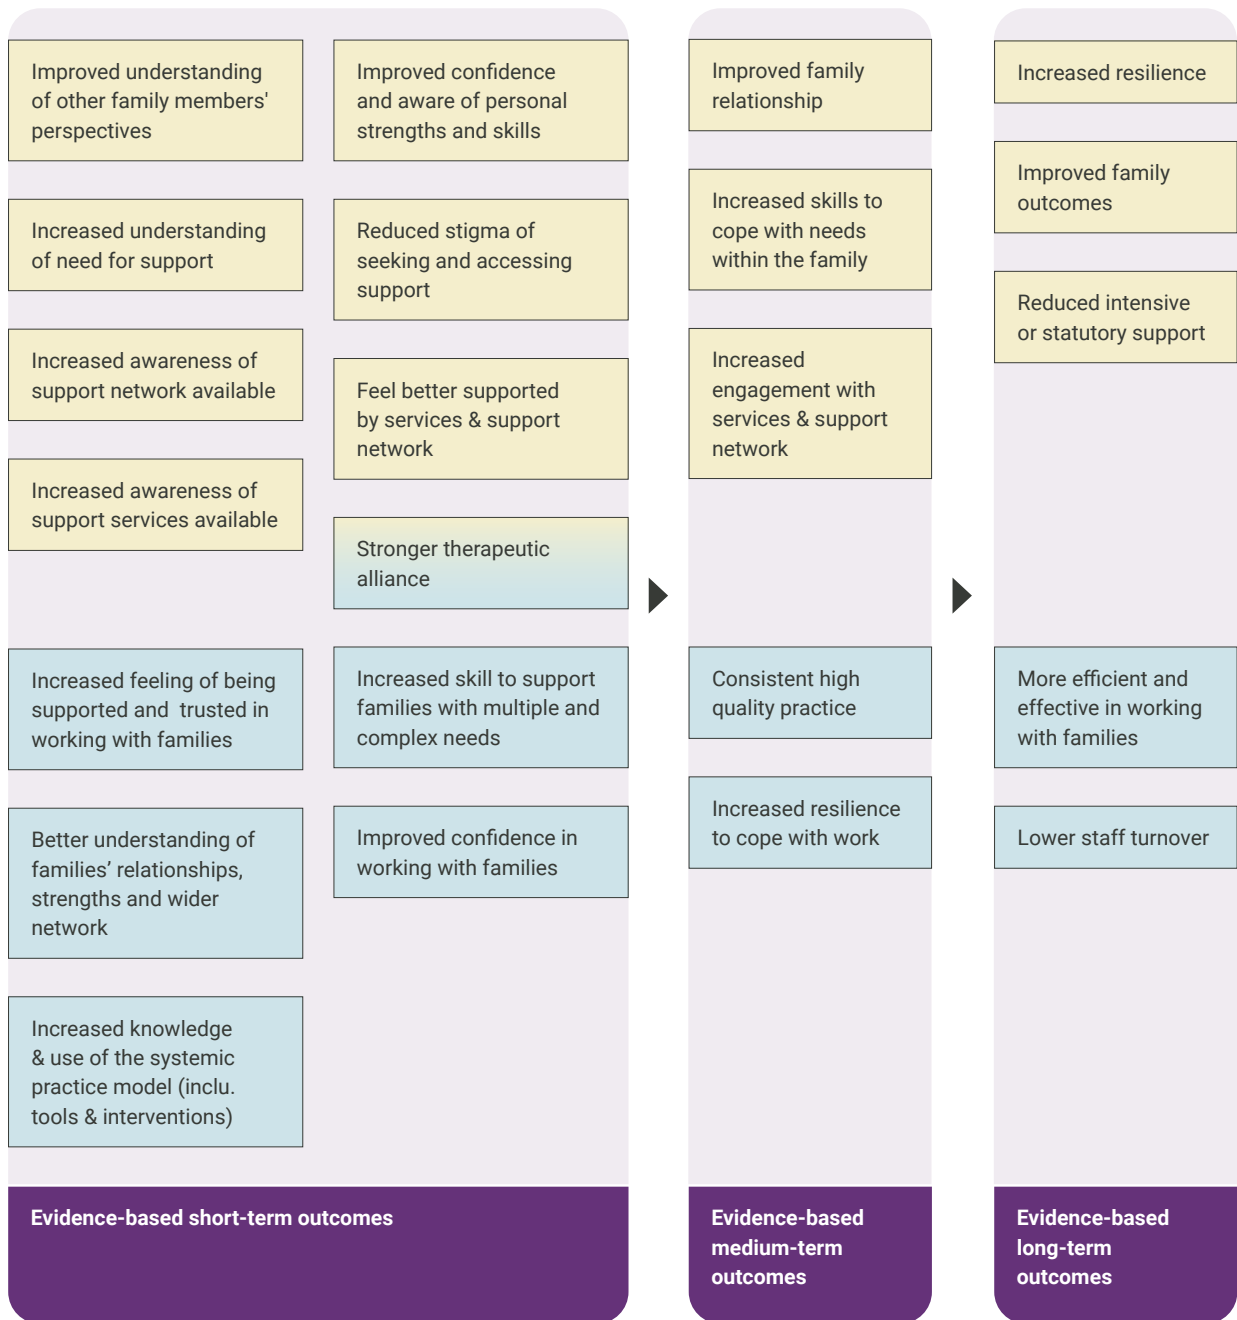 Improved understanding
of other family members'
perspectives
Increased understanding
of need for support
Increased awareness of
support network available
Increased awareness of
support services available
Increased feeling of being
supported and  trusted in
working with families
Better understanding of
families’ relationships,
strengths and wider
network
Increased knowledge
& use of the systemic
practice model (inclu.
tools & interventions)
Improved confidence
and aware of personal
strengths and skills
Reduced stigma of
seeking and accessing
support
Feel better supported
by services & support
network
Stronger therapeutic
alliance
Increased skill to support
families with multiple and
complex needs
Improved confidence in
working with families
Evidence-based short-term outcomes
Improved family
relationship
Increased skills to
cope with needs
within the family
Increased
engagement with
services & support
network
Consistent high
quality practice
Increased resilience
to cope with work
Evidence-based
medium-term
outcomes
Increased resilience
Improved family
outcomes
Reduced intensive
or statutory support
More efficient and
effective in working
with families
Lower staff turnover
Evidence-based
long-term
outcomes